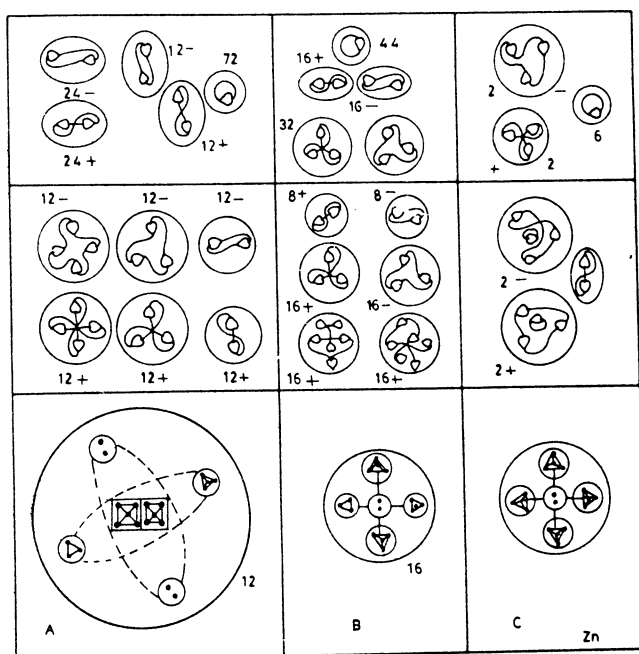 24 -
24 +
12 -
12 +
72
16 +
44
16 -
32
2 -
+ 2
6
12 - 12 - 12 -
12 + 12 + 12 +
8 + 8 -
16 + 16 -
16 + 16 +
2 -
2 +
12
A
16
B
C
Zn